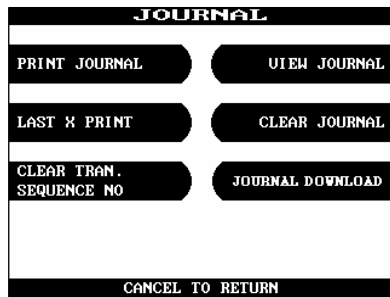 JOURNAL
PRINT JOURNAL
VIEW JOURNAL
LAST X PRINT
CLEAR JOURNAL
CLEAR TRAN.
SEQUENCE NO
JOURNAL DOWNLOAD
CANCEL TO RETURN